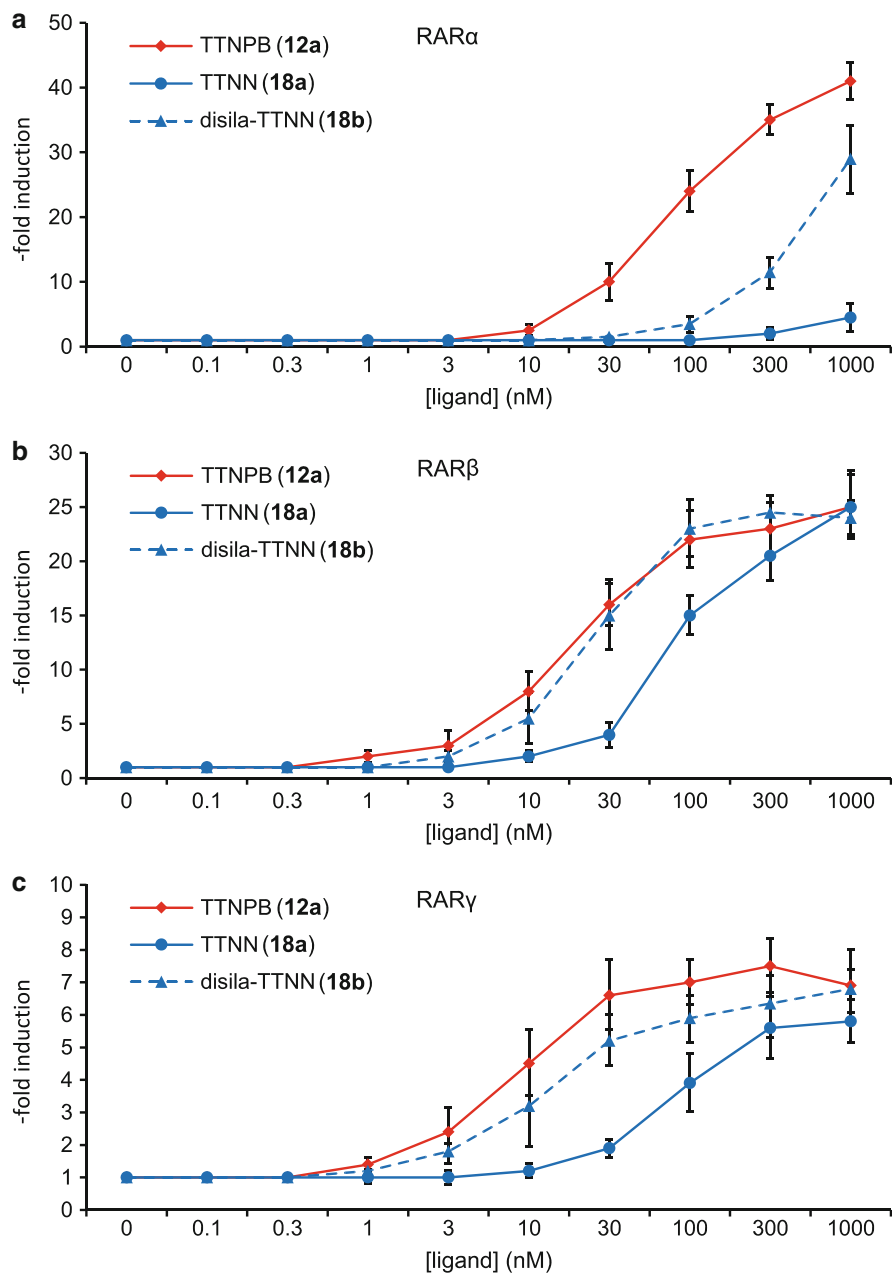 a
RARα
TTNPB (12a)
TTNN (18a)
disila-TTNN (18b)
-fold induction
50
40
30
20
10
0
0 0.1 0.3 1 3 10 30 100 300 1000
[ligand] (nM)
b
RARβ
TTNPB (12a)
TTNN (18a)
disila-TTNN (18b)
-fold induction
30
25
20
15
10
5
0
0 0.1 0.3 1 3 10 30 100 300 1000
[ligand] (nM)
c
RARγ
TTNPB (12a)
TTNN (18a)
disila-TTNN (18b)
-fold induction
10
9
8
7
6
5
4
3
2
1
0
0 0.1 0.3 1 3 10 30 100 300 1000
[ligand] (nM)